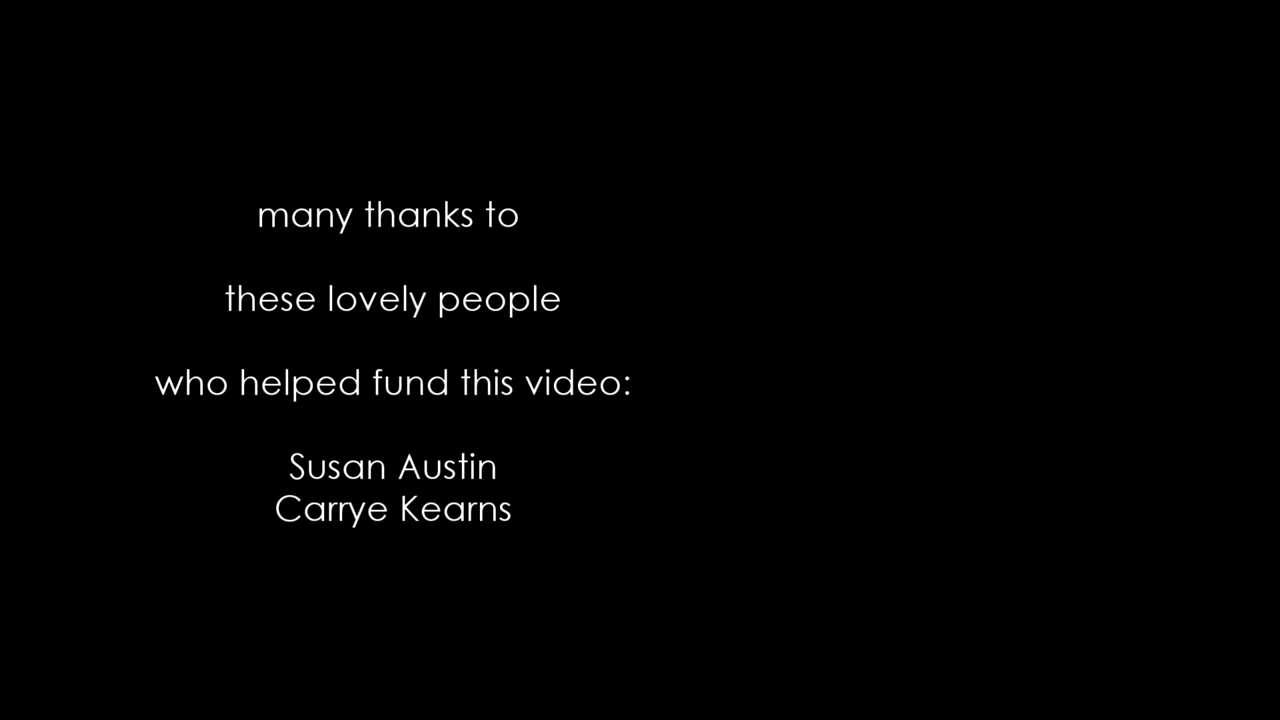 many thanks to
these lovely people
who helped fund this video:
Susan Austin
Carrye Kearns